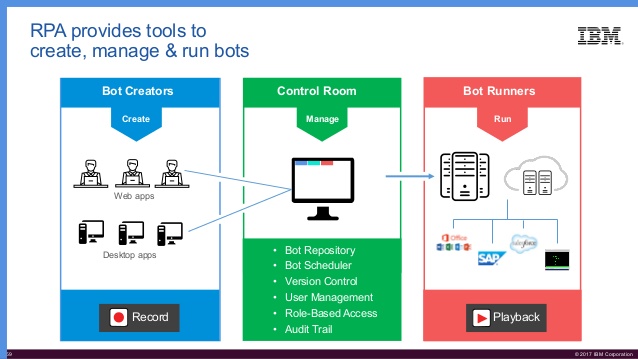 RPA provides tools to
create, manage & run bots
IBM
Bot Creators
Create
Web apps
Desktop apps
Record
Control Room
Manage
• Bot Repository
• Bot Scheduler
• Version Control
• User Management
• Role-Based Access
• Audit Trail
Bot Runners
Run
Office
SAP
salesforce
Playback
59
© 2017 IBM Corporation